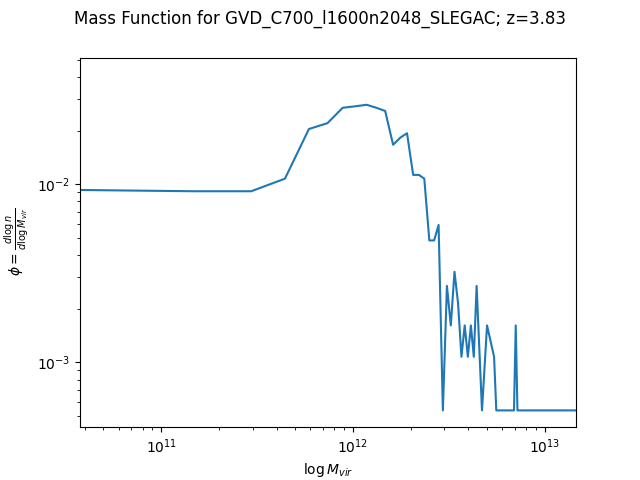 Mass Function for GVD_C700_l1600n2048_SLEGAC; z=3.83
10⁻²
10⁻³
ϕ = d log n / d log M_vir
10¹¹ 10¹² 10¹³
log M_vir